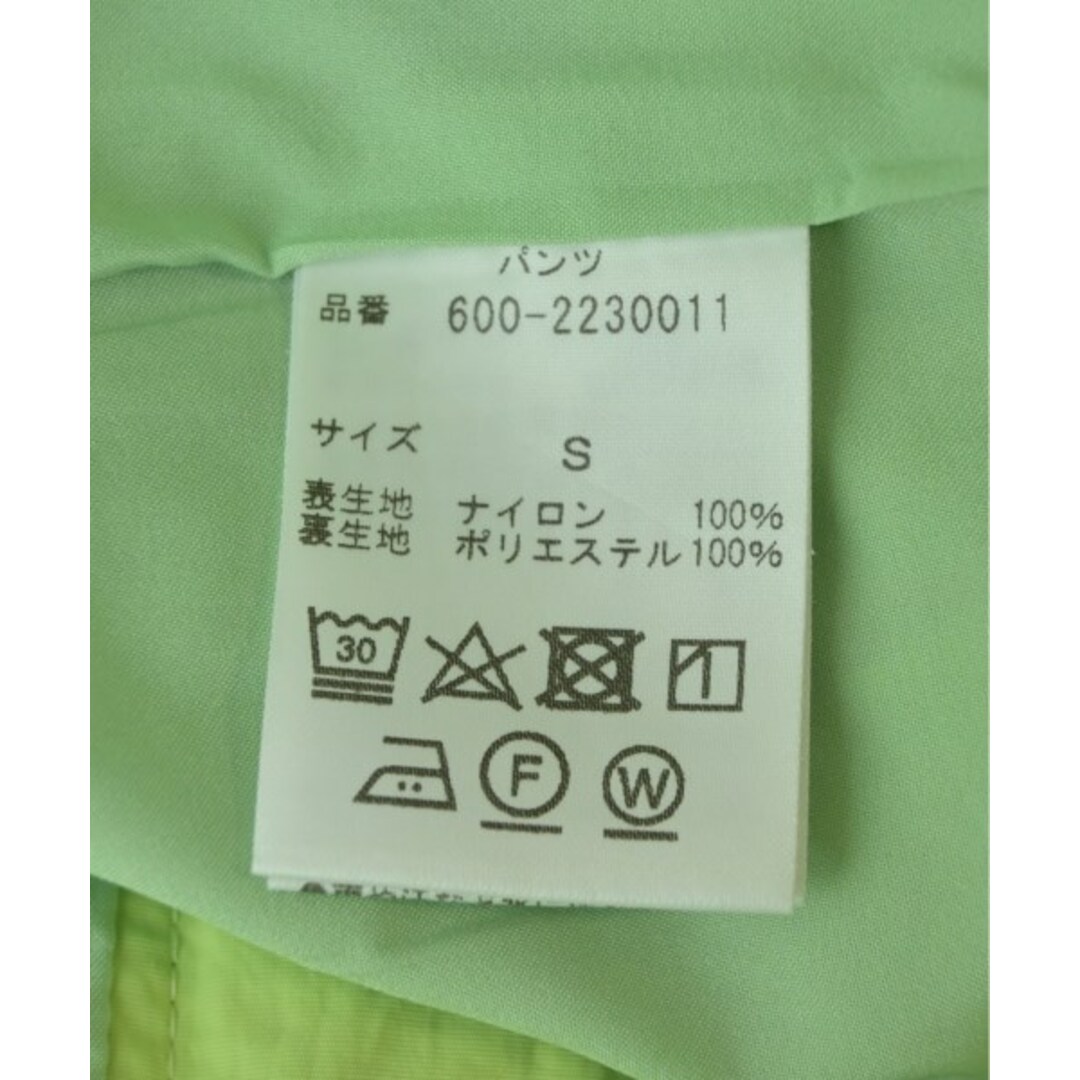 パンツ
品番 600-2230011
サイズ S
表生地 ナイロン 100%
裏生地 ポリエステル100%
30
F
W